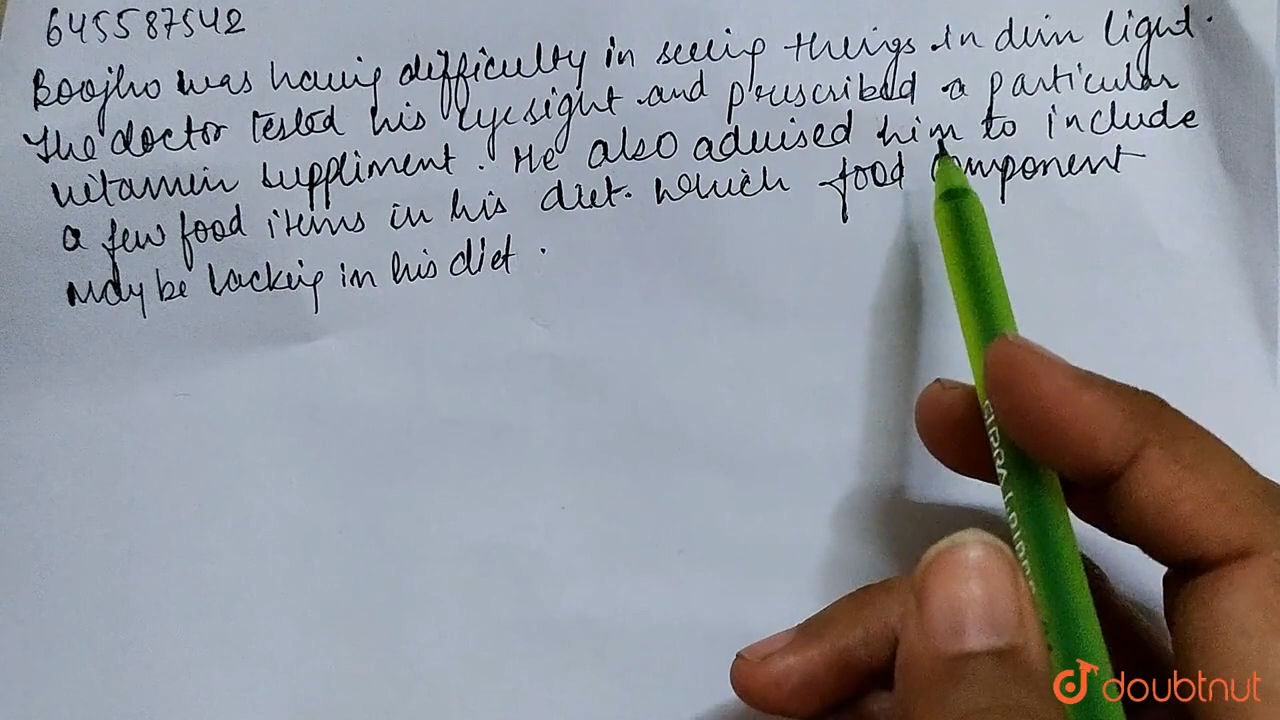 645587542
Boojho was having difficulty in seeing things in dim light.
The doctor tested his eyesight and prescribed a particular
vitamin suppliment. He also advised him to include
a few food items in his diet. which food component
may be lacking in his diet.
doubtnut